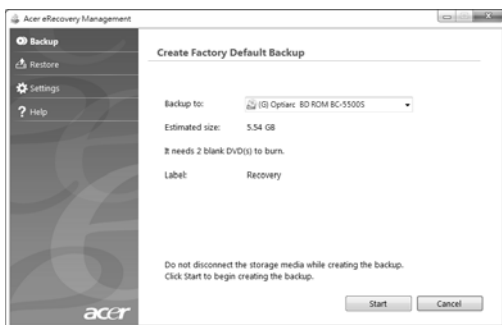 Acer eRecovery Management
Backup
Restore
Settings
Help
Create Factory Default Backup
Backup to: (G) Optiarc BD ROM BC-5500S
Estimated size: 5.54 GB
It needs 2 blank DVD(s) to burn.
Label: Recovery
Do not disconnect the storage media while creating the backup.
Click Start to begin creating the backup.
Start Cancel
acer